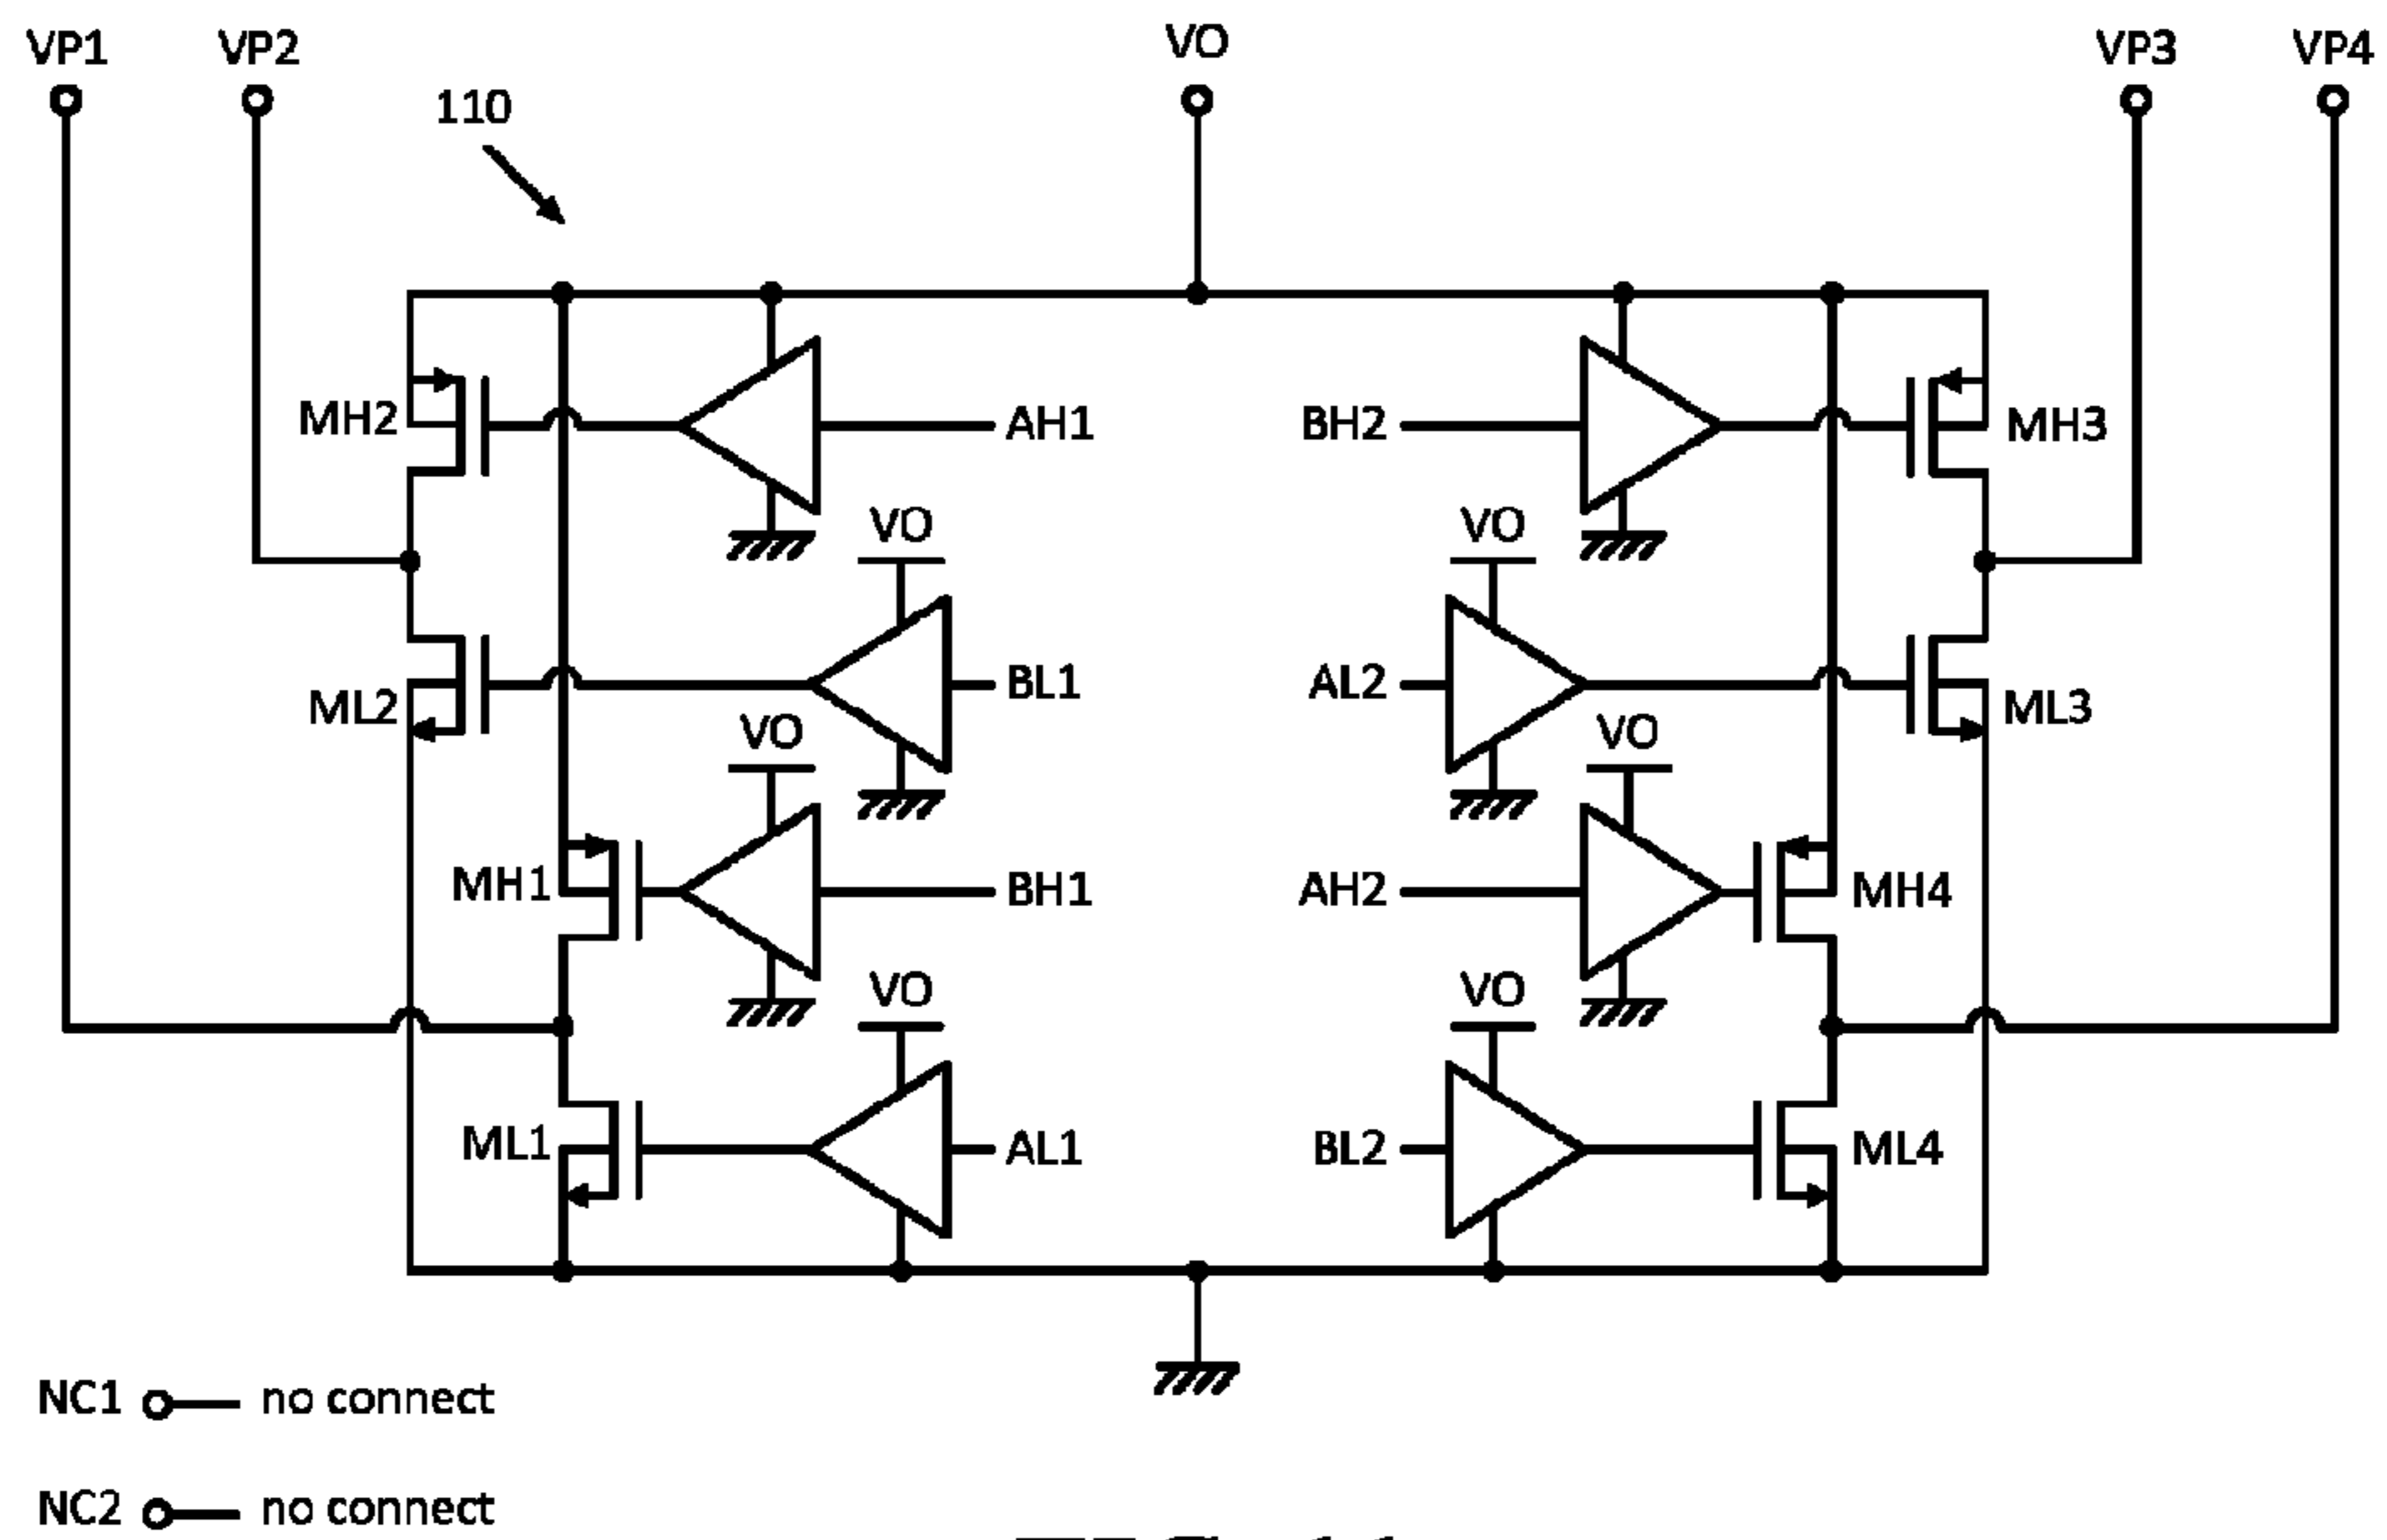 VP1 VP2 VO VP3 VP4
110
MH2 AH1 BH2 MH3
VO VO
ML2 BL1 AL2 ML3
VO VO
MH1 BH1 AH2 MH4
VO VO
ML1 AL1 BL2 ML4
NC1 no connect
NC2 no connect